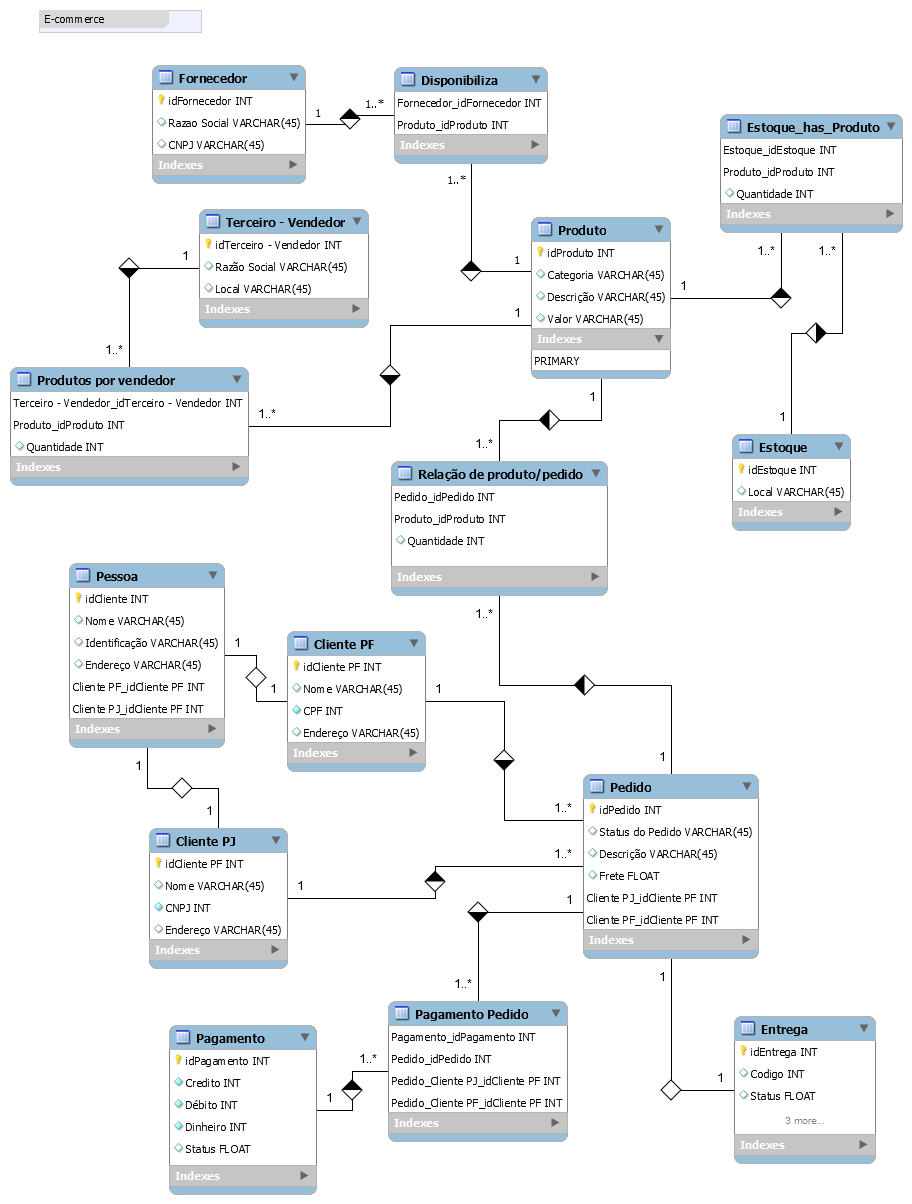 E-commerce
Fornecedor
idFornecedor INT
Razao Social VARCHAR(45)
CNPJ VARCHAR(45)
Indexes
1
1..*
Disponibiliza
Fornecedor_idFornecedor INT
Produto_idProduto INT
Indexes
1..*
1
Estoque_has_Produto
Estoque_idEstoque INT
Produto_idProduto INT
Quantidade INT
Indexes
1..*
1..*
Terceiro - Vendedor
idTerceiro - Vendedor INT
Razão Social VARCHAR(45)
Local VARCHAR(45)
Indexes
1
1..*
Produto
idProduto INT
Categoria VARCHAR(45)
Descrição VARCHAR(45)
Valor VARCHAR(45)
Indexes
PRIMARY
1
1
1
Produtos por vendedor
Terceiro - Vendedor_idTerceiro - Vendedor INT
Produto_idProduto INT
Quantidade INT
Indexes
1..*
1..*
1
Estoque
idEstoque INT
Local VARCHAR(45)
Indexes
Relação de produto/pedido
Pedido_idPedido INT
Produto_idProduto INT
Quantidade INT
Indexes
1..*
1
Pessoa
idCliente INT
Nome VARCHAR(45)
Identificação VARCHAR(45)
Endereço VARCHAR(45)
Cliente PF_idCliente PF INT
Cliente PJ_idCliente PF INT
Indexes
1
1
1
1
Cliente PF
idCliente PF INT
Nome VARCHAR(45)
CPF INT
Endereço VARCHAR(45)
Indexes
1
1..*
Cliente PJ
idCliente PF INT
Nome VARCHAR(45)
CNPJ INT
Endereço VARCHAR(45)
Indexes
1
1..*
Pedido
idPedido INT
Status do Pedido VARCHAR(45)
Descrição VARCHAR(45)
Frete FLOAT
Cliente PJ_idCliente PF INT
Cliente PF_idCliente PF INT
Indexes
1
1..*
1
1
Pagamento
idPagamento INT
Credito INT
Débito INT
Dinheiro INT
Status FLOAT
Indexes
1
1..*
Pagamento Pedido
Pagamento_idPagamento INT
Pedido_idPedido INT
Pedido_Cliente PJ_idCliente PF INT
Pedido_Cliente PF_idCliente PF INT
Indexes
Entrega
idEntrega INT
Codigo INT
Status FLOAT
3 more...
Indexes